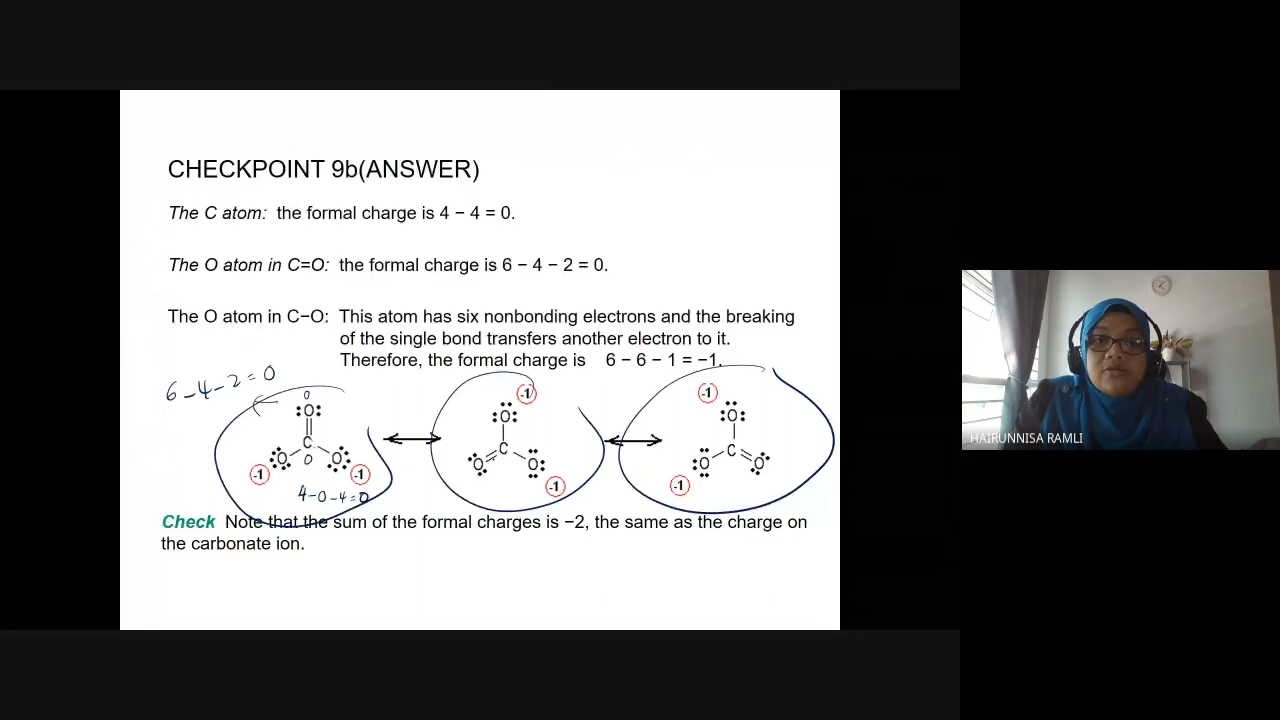 CHECKPOINT 9b(ANSWER)
The C atom: the formal charge is 4 − 4 = 0.
The O atom in C=O: the formal charge is 6 − 4 − 2 = 0.
The O atom in C−O: This atom has six nonbonding electrons and the breaking
of the single bond transfers another electron to it.
Therefore, the formal charge is 6 − 6 − 1 = −1.
6 - 4 - 2 = 0
0
O
C
O
O
0
-1
-1
4 - 0 - 4 = 0
-1
O
C
O
O
-1
-1
O
C
O
O
-1
Check Note that the sum of the formal charges is −2, the same as the charge on
the carbonate ion.
HAIRUNNISA RAMLI